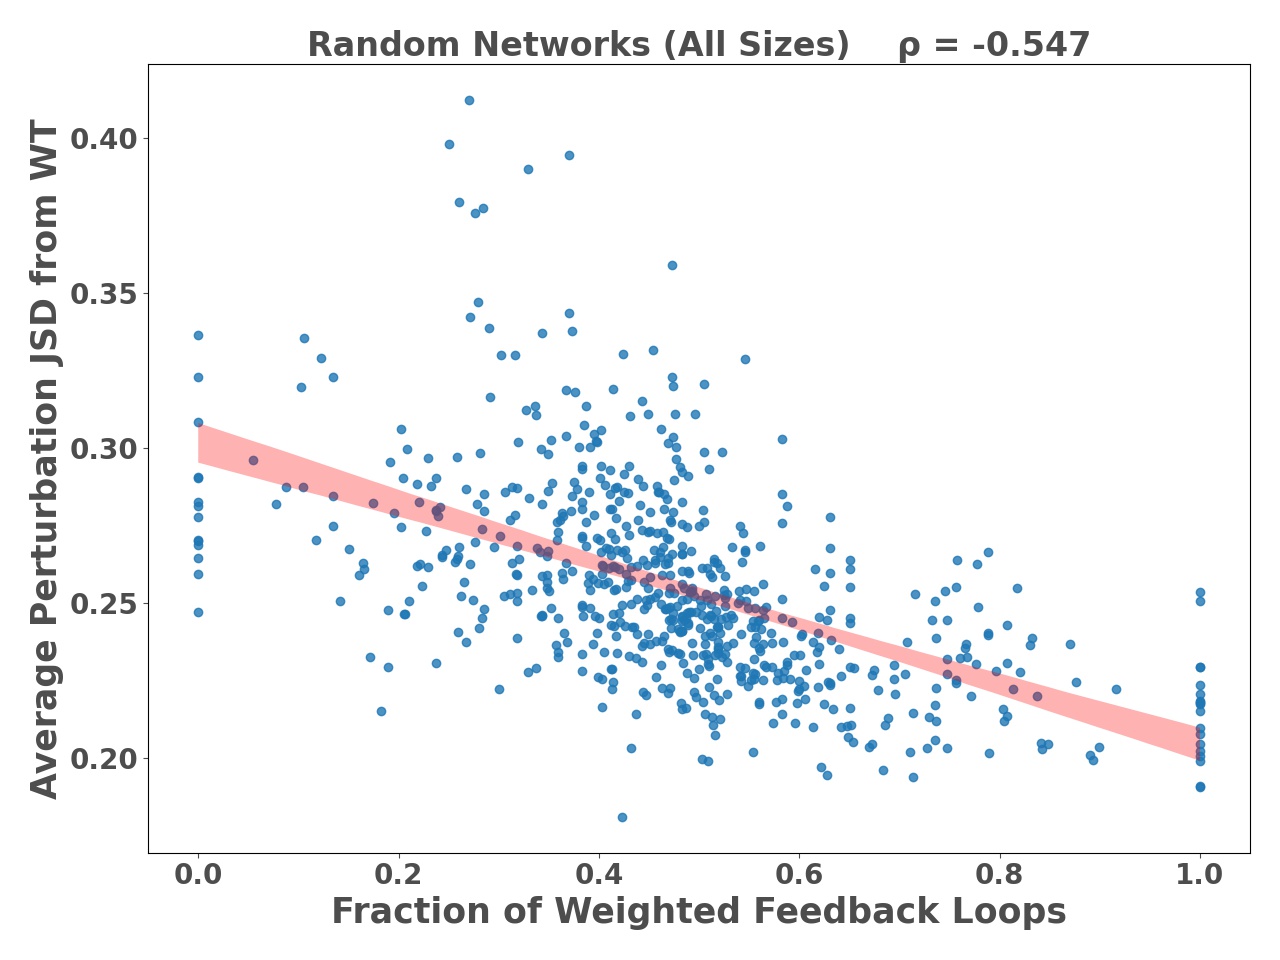 Random Networks (All Sizes) ρ = -0.547
Average Perturbation JSD from WT
0.40
0.35
0.30
0.25
0.20
0.0 0.2 0.4 0.6 0.8 1.0
Fraction of Weighted Feedback Loops